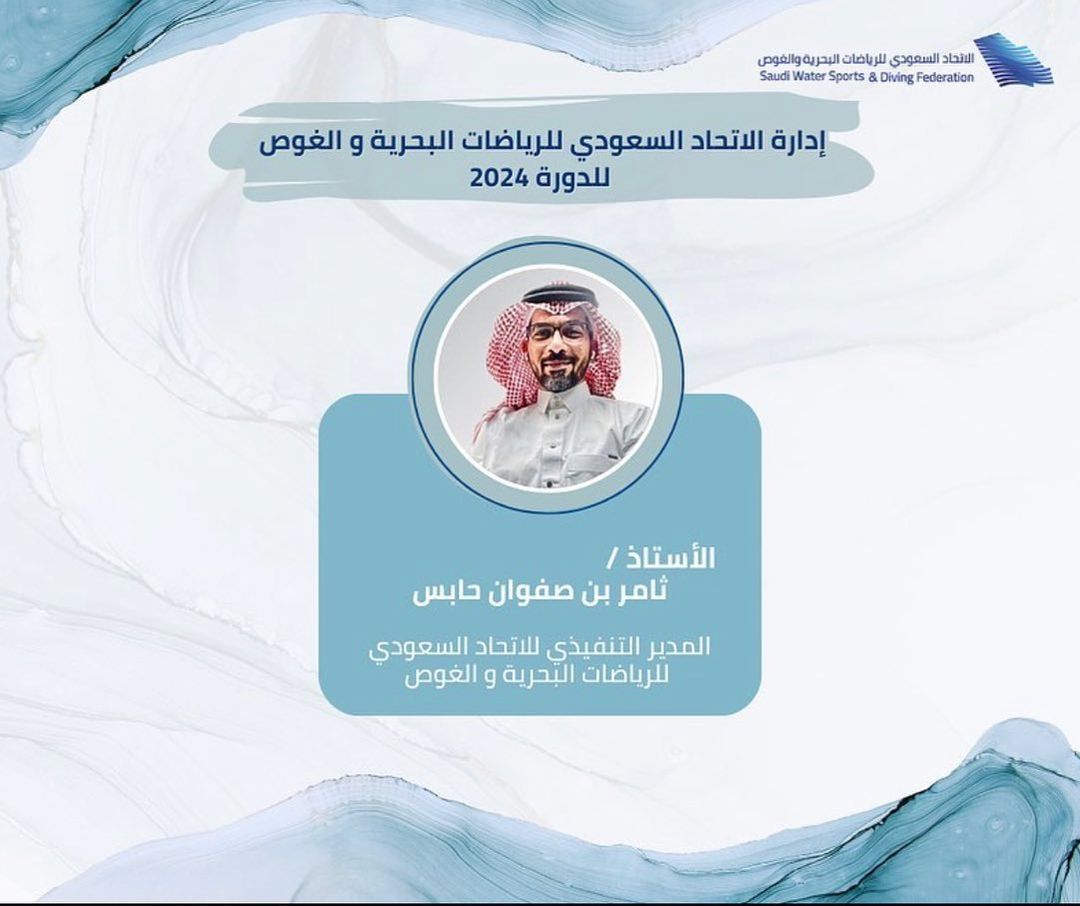 الاتحاد السعودي للرياضات البحرية والغوص
Saudi Water Sports & Diving Federation
إدارة الاتحاد السعودي للرياضات البحرية و الغوص
للدورة 2024
الأستاذ /
ثامر بن صفوان حابس
المدير التنفيذي للاتحاد السعودي
للرياضات البحرية و الغوص